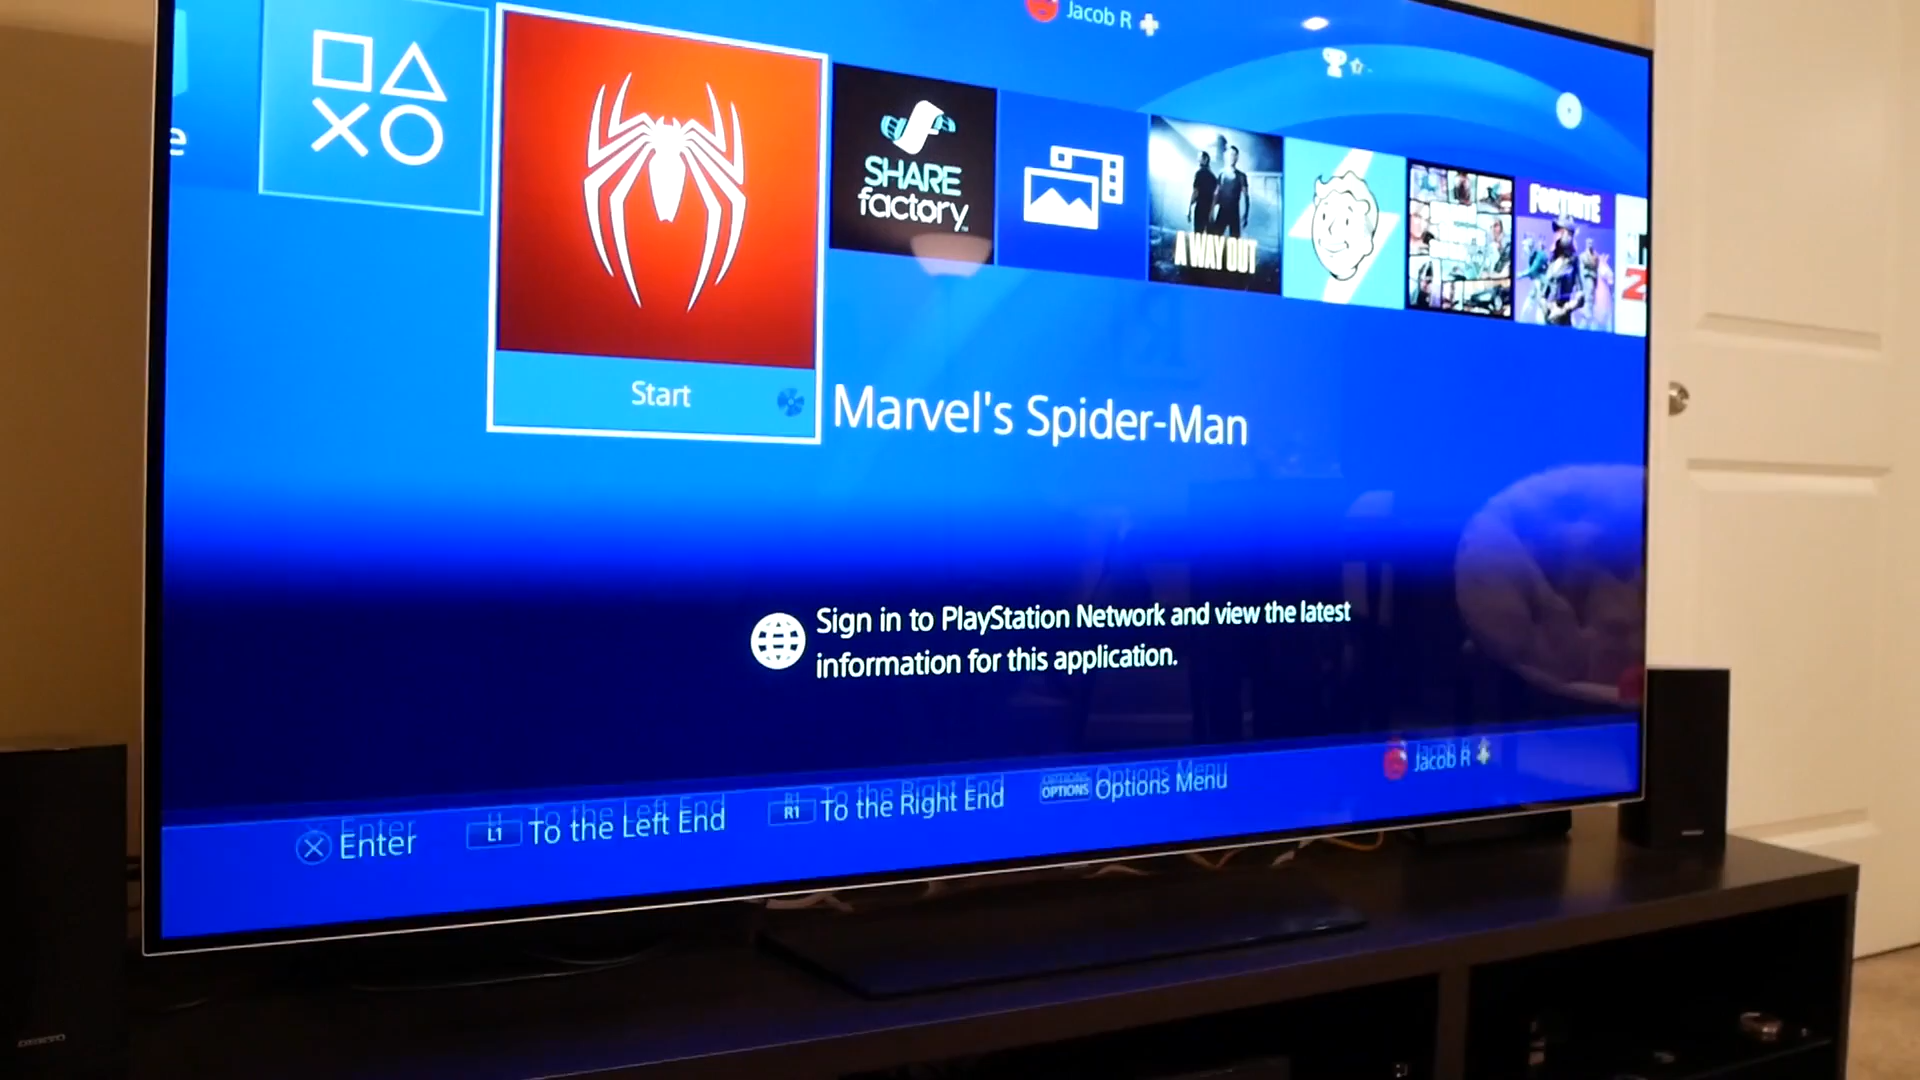 Jacob R
e
SHARE
factory
A WAY OUT
FORTNITE
Start
Marvel's Spider-Man
Sign in to PlayStation Network and view the latest
information for this application.
Enter
L1 To the Left End
R1 To the Right End
OPTIONS Options Menu
Jacob R